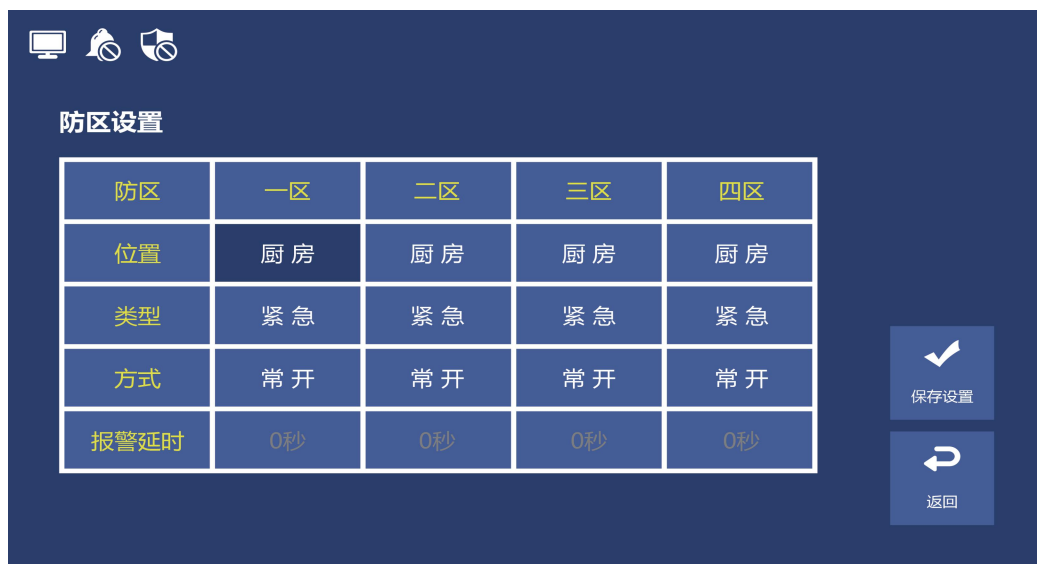 防区设置
防区 一区 二区 三区 四区
位置 厨房 厨房 厨房 厨房
类型 紧急 紧急 紧急 紧急
方式 常开 常开 常开 常开
报警延时 0秒 0秒 0秒 0秒
保存设置
返回